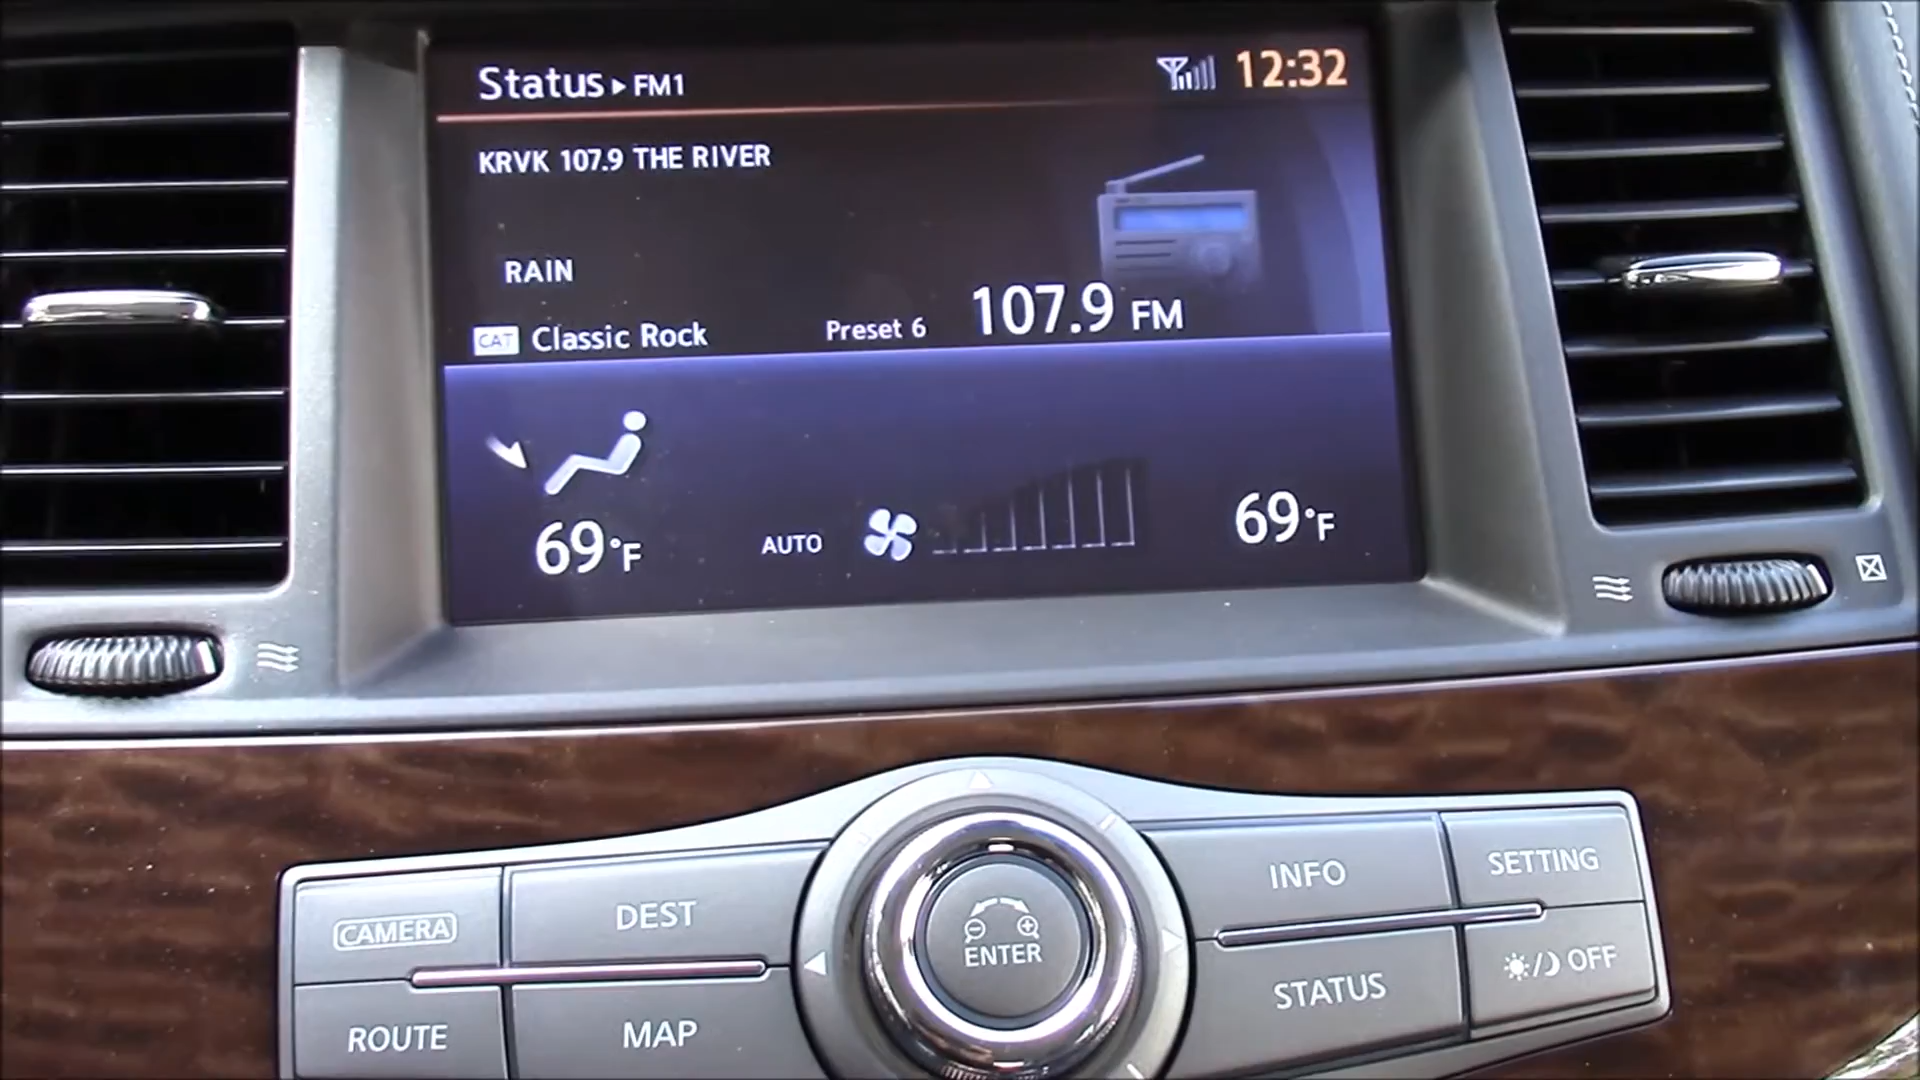 Status ▸ FM1
12:32
KRVK 107.9 THE RIVER
RAIN
CAT Classic Rock
Preset 6
107.9 FM
69°F
AUTO
69°F
CAMERA
DEST
ROUTE
MAP
ENTER
INFO
SETTING
STATUS
OFF